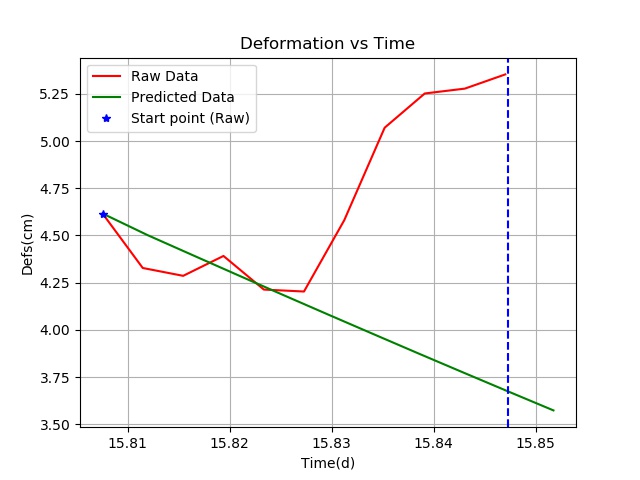 Deformation vs Time
Raw Data
Predicted Data
Start point (Raw)
5.25
5.00
4.75
4.50
4.25
4.00
3.75
3.50
Defs(cm)
15.81 15.82 15.83 15.84 15.85
Time(d)